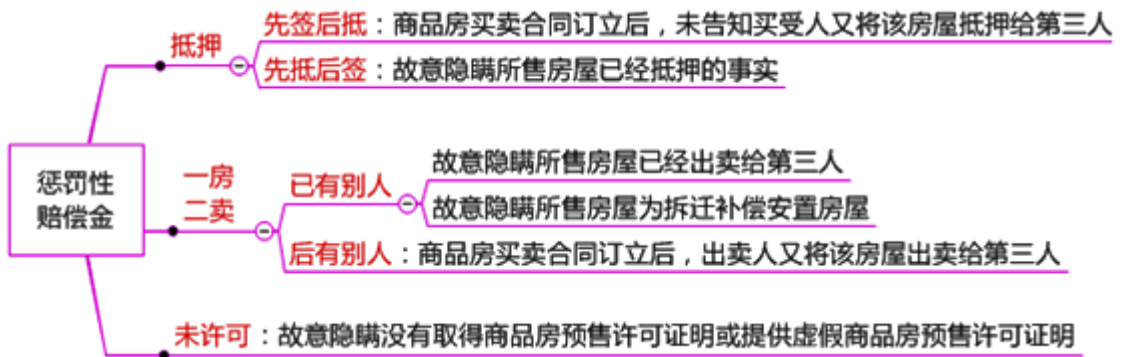 惩罚性
赔偿金
抵押
先签后抵：商品房买卖合同订立后，未告知买受人又将该房屋抵押给第三人
先抵后签：故意隐瞒所售房屋已经抵押的事实
一房
二卖
已有别人
故意隐瞒所售房屋已经出卖给第三人
故意隐瞒所售房屋为拆迁补偿安置房屋
后有别人：商品房买卖合同订立后，出卖人又将该房屋出卖给第三人
未许可：故意隐瞒没有取得商品房预售许可证明或提供虚假商品房预售许可证明